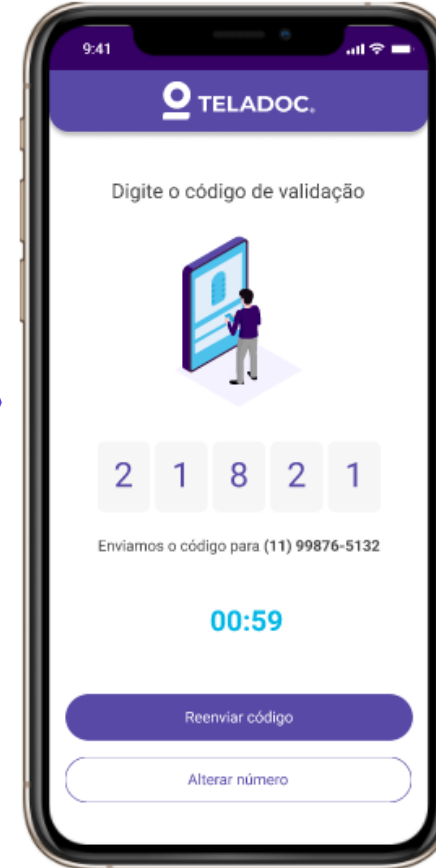 9:41
TELADOC.
Digite o código de validação
2 1 8 2 1
Enviamos o código para (11) 99876-5132
00:59
Reenviar código
Alterar número